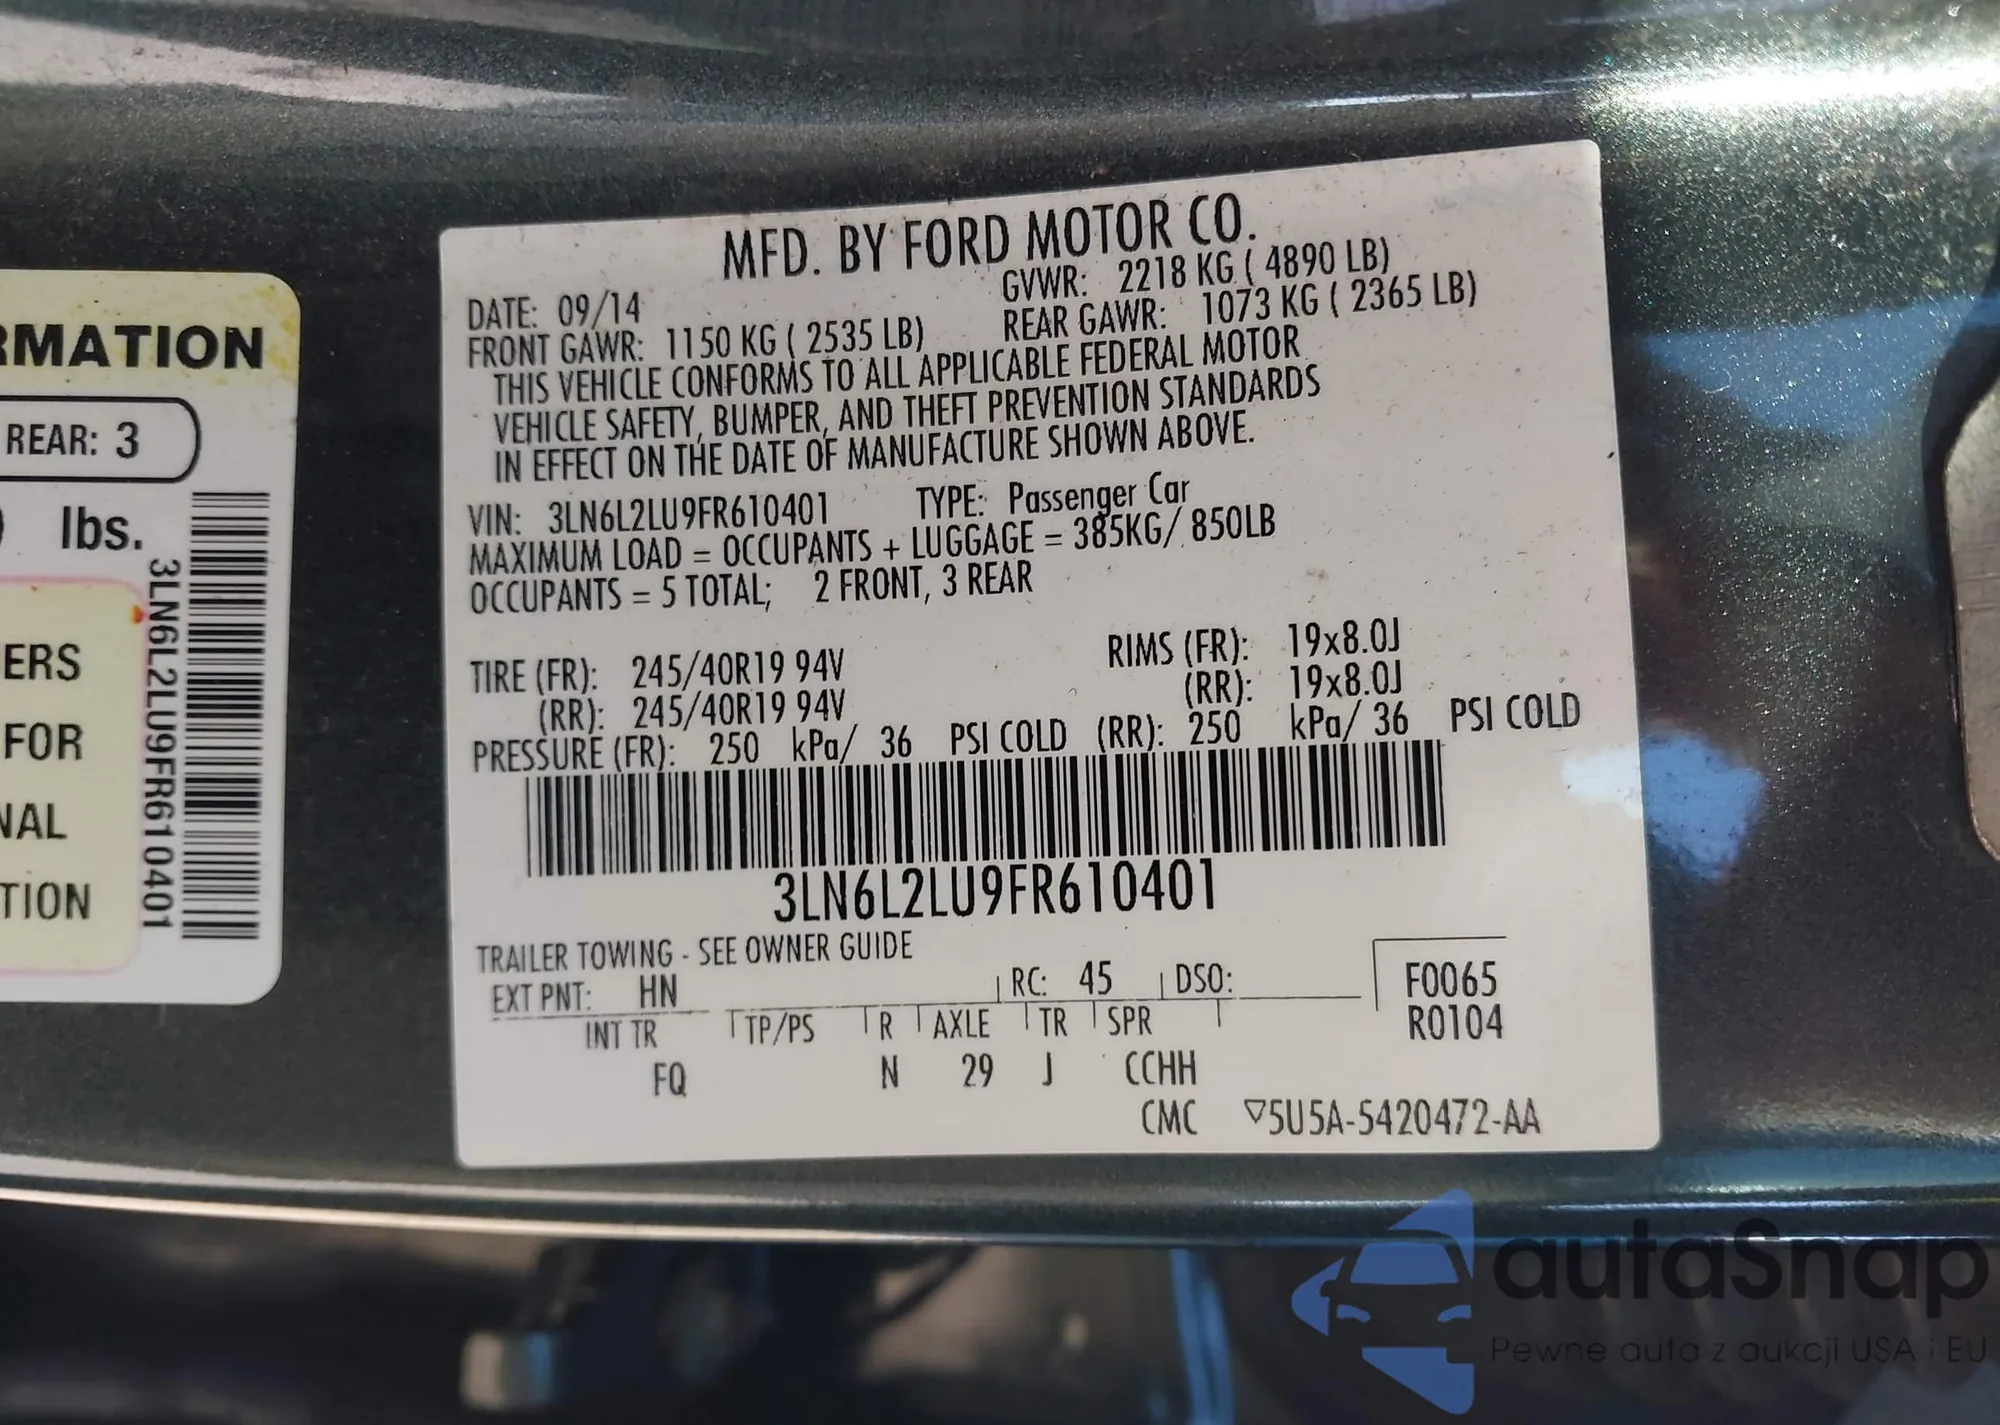 RMATION
REAR: 3
lbs.
3LN6L2LU9FR610401
ERS
FOR
NAL
TION
MFD. BY FORD MOTOR CO.
DATE: 09/14 GVWR: 2218 KG ( 4890 LB)
FRONT GAWR: 1150 KG ( 2535 LB) REAR GAWR: 1073 KG ( 2365 LB)
THIS VEHICLE CONFORMS TO ALL APPLICABLE FEDERAL MOTOR
VEHICLE SAFETY, BUMPER, AND THEFT PREVENTION STANDARDS
IN EFFECT ON THE DATE OF MANUFACTURE SHOWN ABOVE.
VIN: 3LN6L2LU9FR610401 TYPE: Passenger Car
MAXIMUM LOAD = OCCUPANTS + LUGGAGE = 385KG/ 850LB
OCCUPANTS = 5 TOTAL; 2 FRONT, 3 REAR
TIRE (FR): 245/40R19 94V RIMS (FR): 19x8.0J
(RR): 245/40R19 94V (RR): 19x8.0J
PRESSURE (FR): 250 kPa/ 36 PSI COLD (RR): 250 kPa/ 36 PSI COLD
3LN6L2LU9FR610401
TRAILER TOWING - SEE OWNER GUIDE
EXT PNT: HN RC: 45 DSO: F0065
INT TR TP/PS R AXLE TR SPR R0104
FQ N 29 J CCHH
CMC ▽5U5A-5420472-AA
autaSnap
Pewne auta z aukcji USA i EU